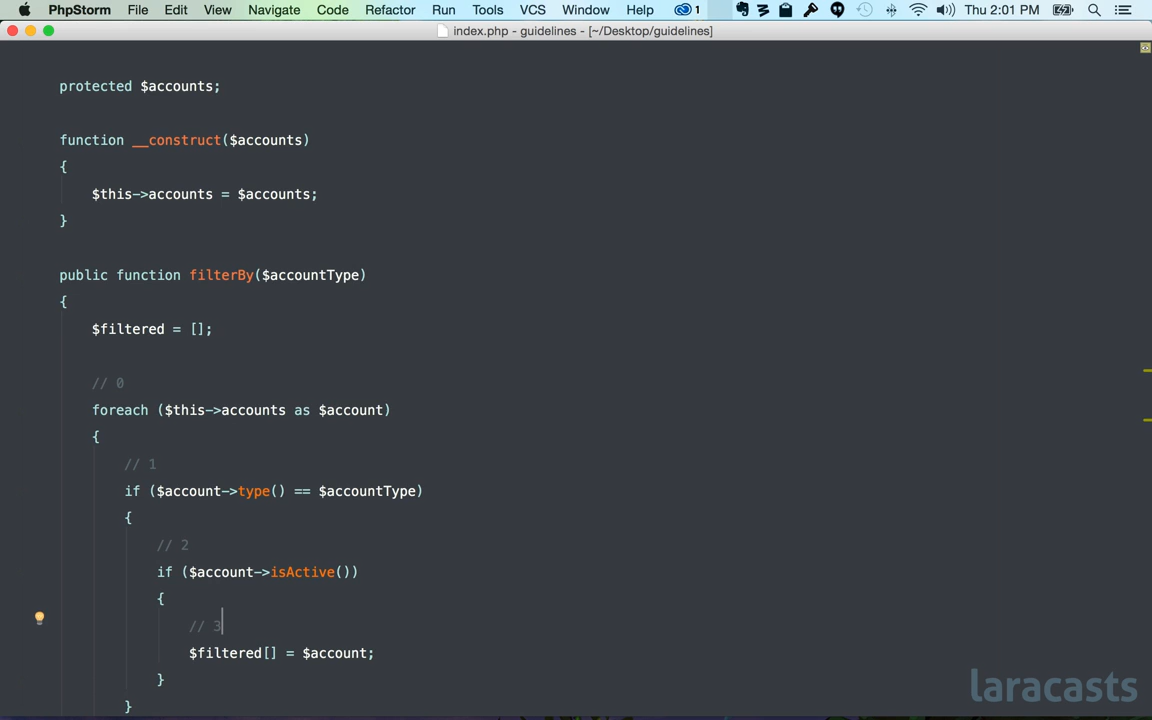 PhpStorm File Edit View Navigate Code Refactor Run Tools VCS Window Help 1 Thu 2:01 PM
index.php - guidelines - [~/Desktop/guidelines]
protected $accounts;
function __construct($accounts)
{
$this->accounts = $accounts;
}
public function filterBy($accountType)
{
$filtered = [];
// 0
foreach ($this->accounts as $account)
{
// 1
if ($account->type() == $accountType)
{
// 2
if ($account->isActive())
{
// 3
$filtered[] = $account;
}
}
laracasts